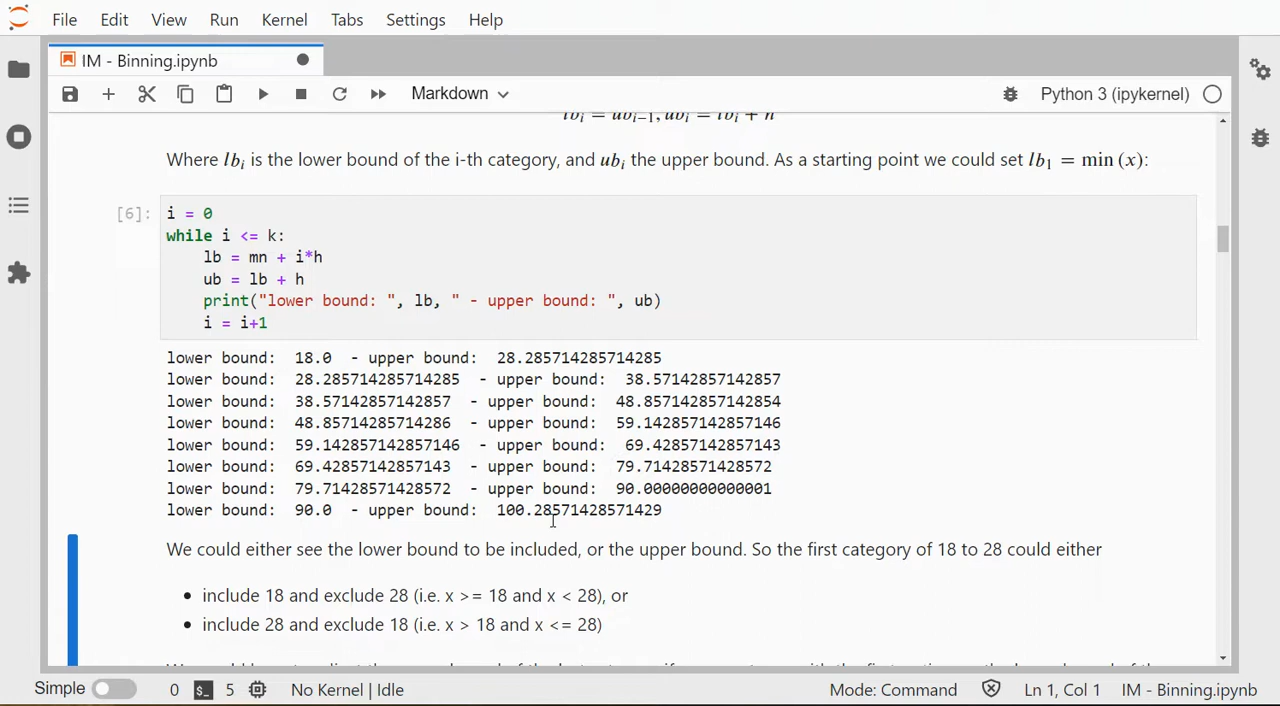 File Edit View Run Kernel Tabs Settings Help
IM - Binning.ipynb
Markdown
Python 3 (ipykernel)
lbᵢ = ubᵢ₋₁, ubᵢ = lbᵢ + h
Where lbᵢ is the lower bound of the i-th category, and ubᵢ the upper bound. As a starting point we could set lb₁ = min (x):
[6]: i = 0
while i <= k:
lb = mn + i*h
ub = lb + h
print("lower bound: ", lb, " - upper bound: ", ub)
i = i+1
lower bound:  18.0  - upper bound:  28.285714285714285
lower bound:  28.285714285714285  - upper bound:  38.57142857142857
lower bound:  38.57142857142857  - upper bound:  48.857142857142854
lower bound:  48.85714285714286  - upper bound:  59.142857142857146
lower bound:  59.142857142857146  - upper bound:  69.42857142857143
lower bound:  69.42857142857143  - upper bound:  79.71428571428572
lower bound:  79.71428571428572  - upper bound:  90.00000000000001
lower bound:  90.0  - upper bound:  100.28571428571429
We could either see the lower bound to be included, or the upper bound. So the first category of 18 to 28 could either
• include 18 and exclude 28 (i.e. x >= 18 and x < 28), or
• include 28 and exclude 18 (i.e. x > 18 and x <= 28)
Simple 0 5 No Kernel | Idle Mode: Command Ln 1, Col 1 IM - Binning.ipynb